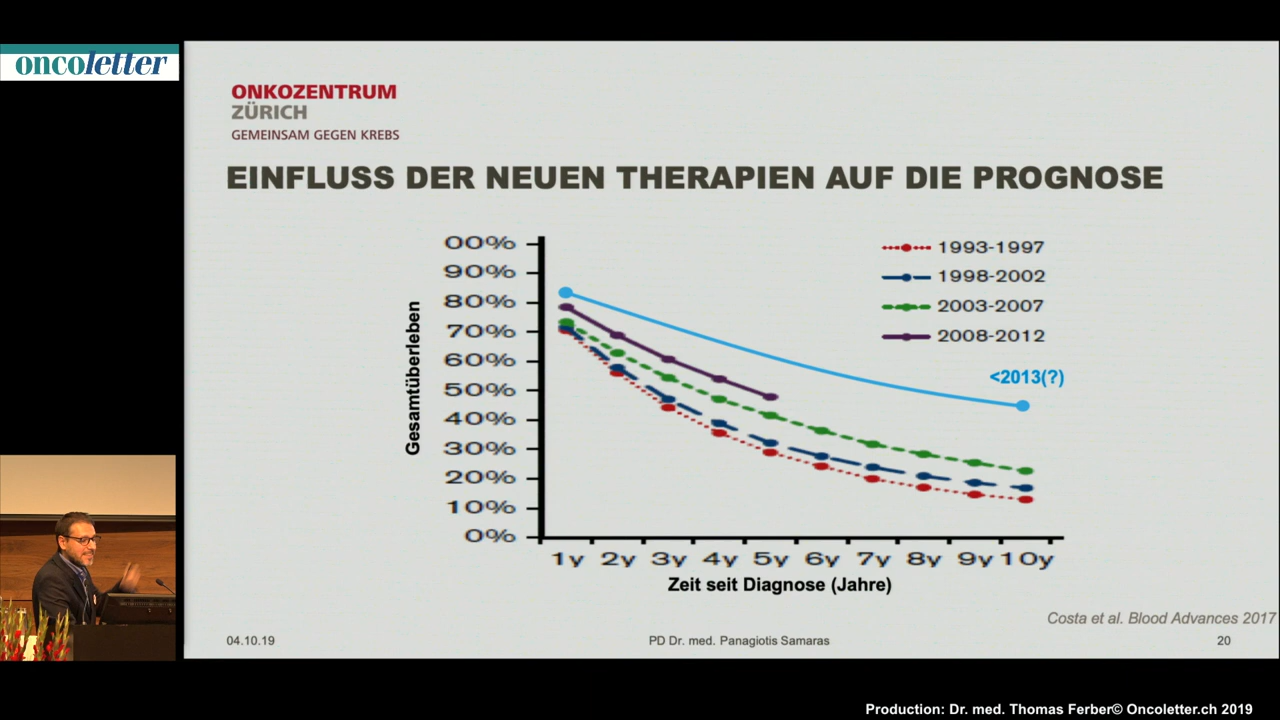 oncoletter
ONKOZENTRUM
ZÜRICH
GEMEINSAM GEGEN KREBS
EINFLUSS DER NEUEN THERAPIEN AUF DIE PROGNOSE
Gesamtüberleben
00%
90%
80%
70%
60%
50%
40%
30%
20%
10%
0%
1993-1997
1998-2002
2003-2007
2008-2012
<2013(?)
1y 2y 3y 4y 5y 6y 7y 8y 9y 10y
Zeit seit Diagnose (Jahre)
Costa et al. Blood Advances 2017
04.10.19 PD Dr. med. Panagiotis Samaras 20
Production: Dr. med. Thomas Ferber© Oncoletter.ch 2019